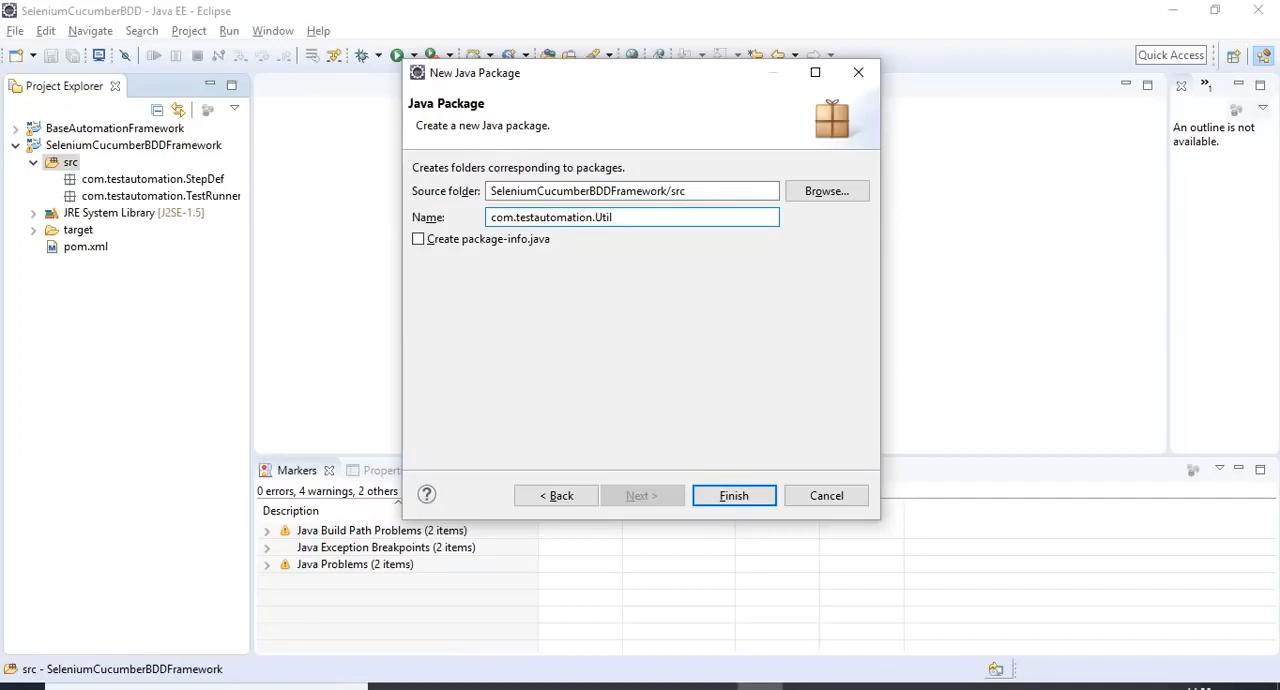 SeleniumCucumberBDD - Java EE - Eclipse
File Edit Navigate Search Project Run Window Help
Quick Access
Project Explorer
BaseAutomationFramework
SeleniumCucumberBDDFramework
src
com.testautomation.StepDef
com.testautomation.TestRunner
JRE System Library [J2SE-1.5]
target
pom.xml
New Java Package
Java Package
Create a new Java package.
Creates folders corresponding to packages.
Source folder: SeleniumCucumberBDDFramework/src Browse...
Name: com.testautomation.Util
Create package-info.java
? < Back Next > Finish Cancel
An outline is not
available.
Markers Propert
0 errors, 4 warnings, 2 others
Description
Java Build Path Problems (2 items)
Java Exception Breakpoints (2 items)
Java Problems (2 items)
src - SeleniumCucumberBDDFramework